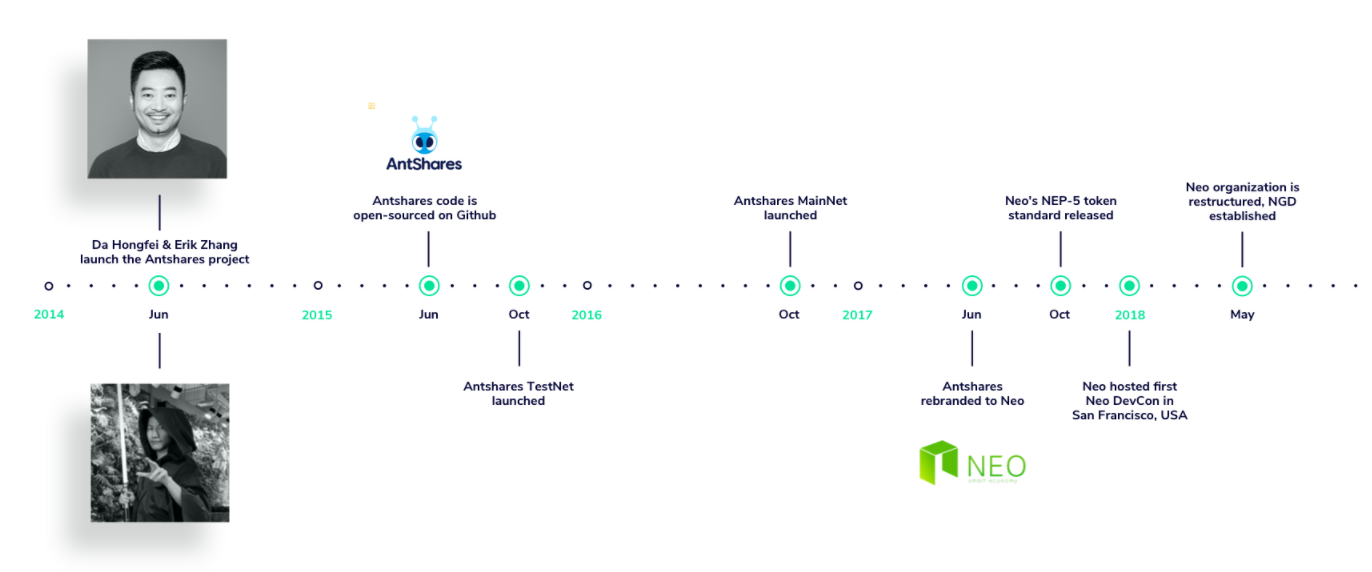 AntShares
Antshares code is
open-sourced on Github
Antshares MainNet
launched
Neo's NEP-5 token
standard released
Neo organization is
restructured, NGD
established
Da Hongfei & Erik Zhang
launch the Antshares project
2014
Jun
2015
Jun
Oct
2016
Oct
2017
Jun
Oct
2018
May
Antshares TestNet
launched
Antshares
rebranded to Neo
Neo hosted first
Neo DevCon in
San Francisco, USA
NEO
smart economy